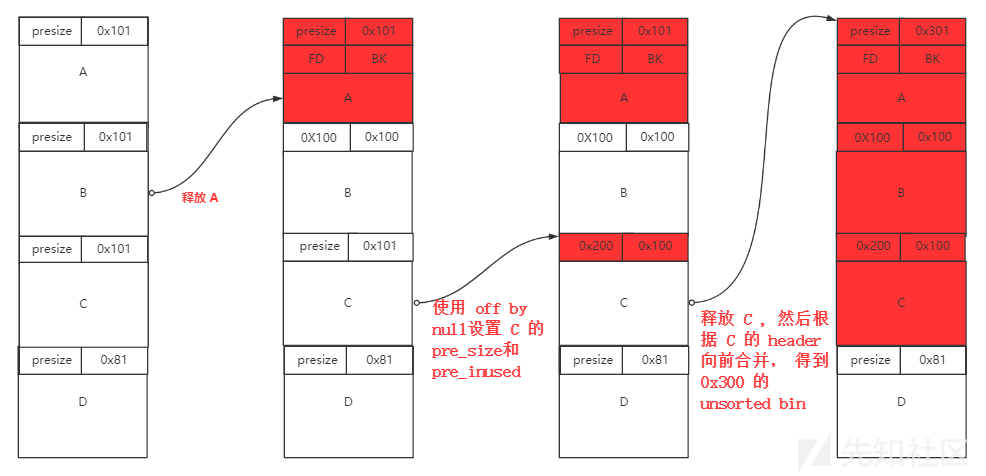 presize 0x101
A
presize 0x101
B
presize 0x101
C
presize 0x81
D
释放 A
presize 0x101
FD BK
A
0X100 0x100
B
presize 0x101
C
presize 0x81
D
使用 off by
null设置 C 的
pre_size和
pre_inused
presize 0x101
FD BK
A
0X100 0x100
B
0x200 0x100
C
presize 0x81
D
释放 C ，然后根
据 C 的 header
向前合并， 得到
0x300 的
unsorted bin
presize 0x301
FD BK
A
0X100 0x100
B
0x200 0x100
C
presize 0x81
D
先知社区